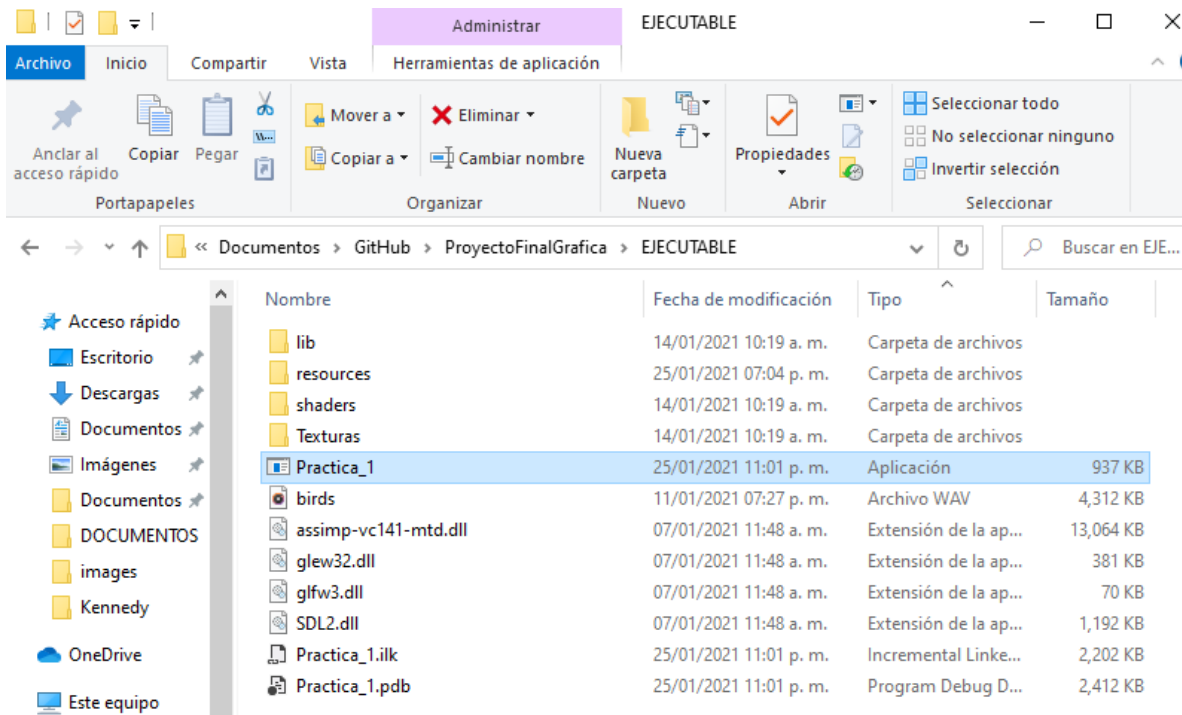 Administrar EJECUTABLE
Archivo Inicio Compartir Vista Herramientas de aplicación
Anclar al acceso rápido
Copiar
Pegar
Mover a
Copiar a
Eliminar
Cambiar nombre
Nueva carpeta
Propiedades
Seleccionar todo
No seleccionar ninguno
Invertir selección
Portapapeles Organizar Nuevo Abrir Seleccionar
« Documentos › GitHub › ProyectoFinalGrafica › EJECUTABLE Buscar en EJE...
Acceso rápido
Escritorio
Descargas
Documentos
Imágenes
Documentos
DOCUMENTOS
images
Kennedy
OneDrive
Este equipo
Nombre Fecha de modificación Tipo Tamaño
lib 14/01/2021 10:19 a. m. Carpeta de archivos
resources 25/01/2021 07:04 p. m. Carpeta de archivos
shaders 14/01/2021 10:19 a. m. Carpeta de archivos
Texturas 14/01/2021 10:19 a. m. Carpeta de archivos
Practica_1 25/01/2021 11:01 p. m. Aplicación 937 KB
birds 11/01/2021 07:27 p. m. Archivo WAV 4,312 KB
assimp-vc141-mtd.dll 07/01/2021 11:48 a. m. Extensión de la ap... 13,064 KB
glew32.dll 07/01/2021 11:48 a. m. Extensión de la ap... 381 KB
glfw3.dll 07/01/2021 11:48 a. m. Extensión de la ap... 70 KB
SDL2.dll 07/01/2021 11:48 a. m. Extensión de la ap... 1,192 KB
Practica_1.ilk 25/01/2021 11:01 p. m. Incremental Linke... 2,202 KB
Practica_1.pdb 25/01/2021 11:01 p. m. Program Debug D... 2,412 KB